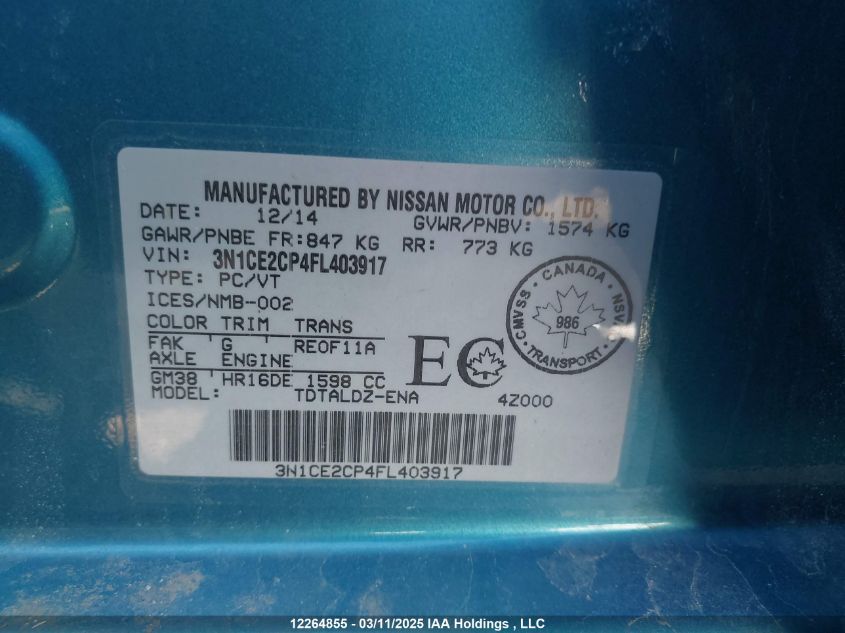 MANUFACTURED BY NISSAN MOTOR CO., LTD.
DATE: 12/14 GVWR/PNBV: 1574 KG
GAWR/PNBE FR:847 KG RR: 773 KG
VIN: 3N1CE2CP4FL403917
TYPE: PC/VT
ICES/NMB-002
COLOR TRIM TRANS
FAK G REOF11A
AXLE ENGINE
GM38 HR16DE 1598 CC
MODEL: TDTALDZ-ENA 4Z000
EC
CANADA
CMVSS 986 NSV
TRANSPORT
3N1CE2CP4FL403917
12264855 - 03/11/2025 IAA Holdings , LLC